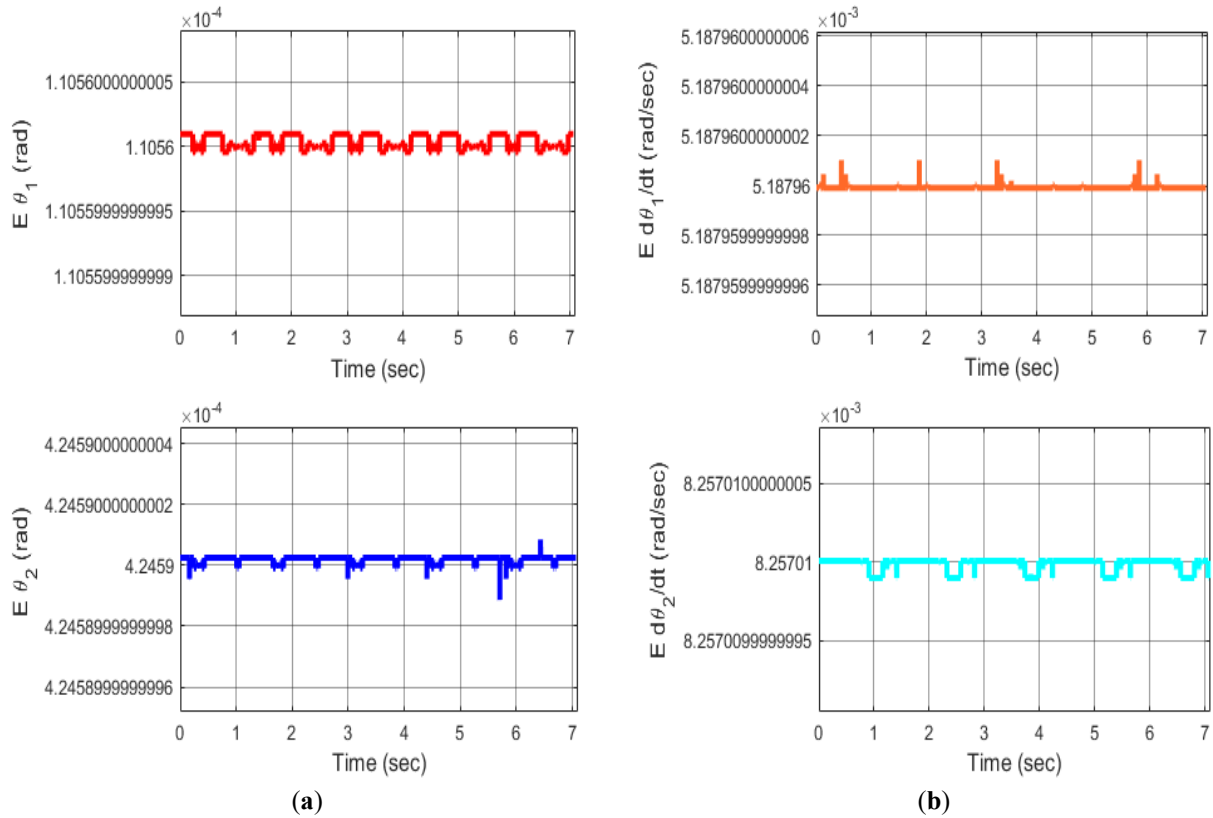 ×10⁻⁴
1.1056000000005
1.1056
1.1055999999995
1.105599999999
E θ₁ (rad)
0 1 2 3 4 5 6 7
Time (sec)
×10⁻³
5.1879600000006
5.1879600000004
5.1879600000002
5.18796
5.1879599999998
5.1879599999996
E dθ₁/dt (rad/sec)
0 1 2 3 4 5 6 7
Time (sec)
×10⁻⁴
4.2459000000004
4.2459000000002
4.2459
4.2458999999998
4.2458999999996
E θ₂ (rad)
0 1 2 3 4 5 6 7
Time (sec)
(a)
×10⁻³
8.2570100000005
8.25701
8.2570099999995
E dθ₂/dt (rad/sec)
0 1 2 3 4 5 6 7
Time (sec)
(b)